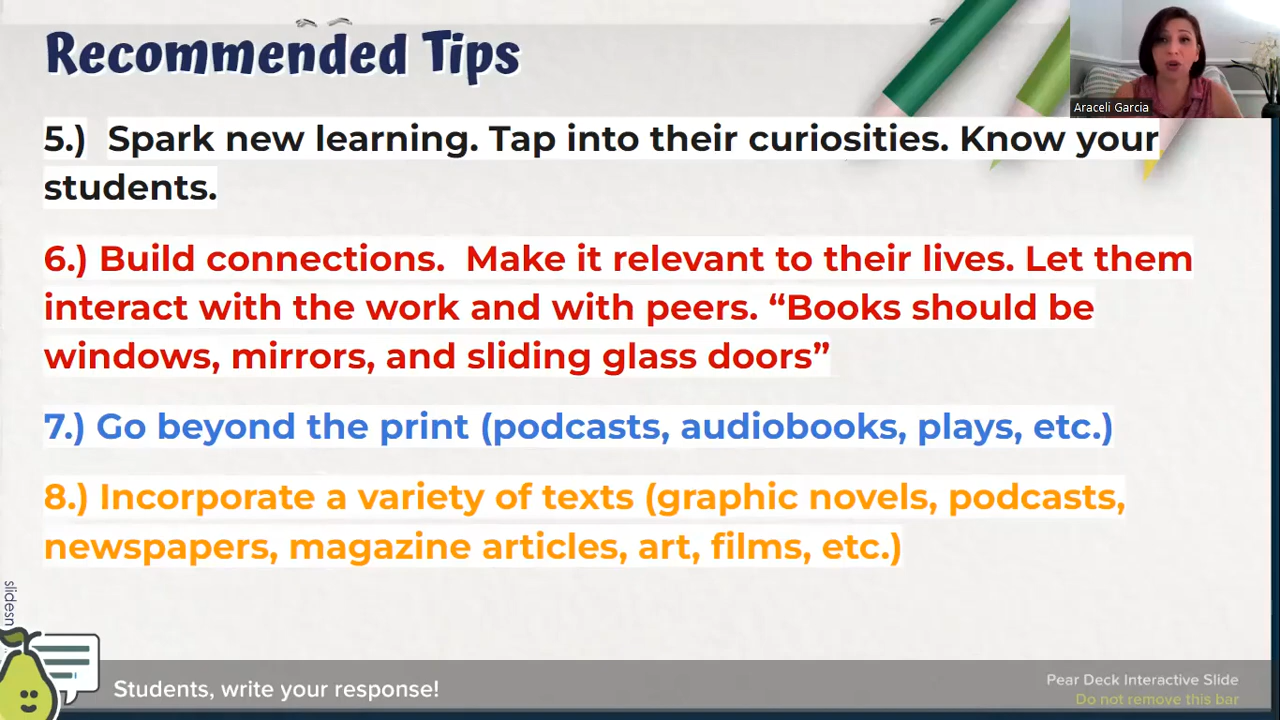 Recommended Tips
Araceli Garcia
5.) Spark new learning. Tap into their curiosities. Know your
students.
6.) Build connections. Make it relevant to their lives. Let them
interact with the work and with peers. “Books should be
windows, mirrors, and sliding glass doors”
7.) Go beyond the print (podcasts, audiobooks, plays, etc.)
8.) Incorporate a variety of texts (graphic novels, podcasts,
newspapers, magazine articles, art, films, etc.)
slidesn
Students, write your response!
Pear Deck Interactive Slide
Do not remove this bar